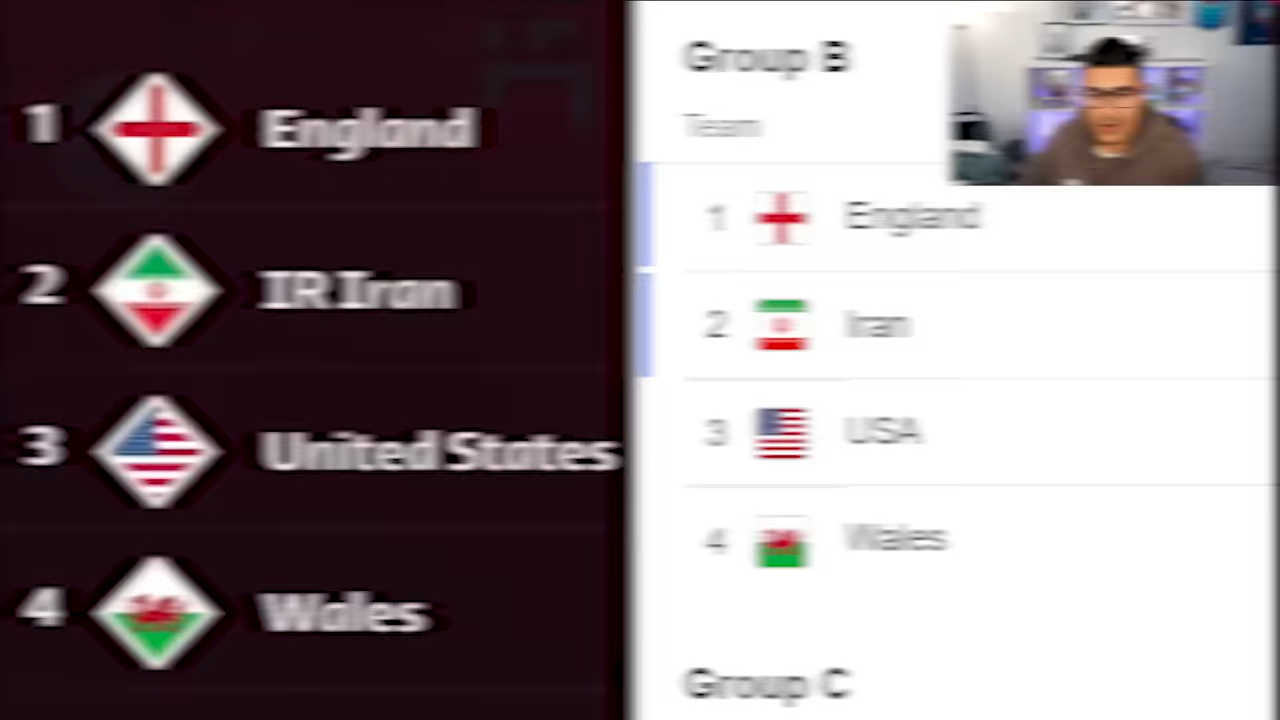 1 England
2 IR Iran
3 United States
4 Wales
Group B
Team
1 England
2 Iran
3 USA
4 Wales
Group C